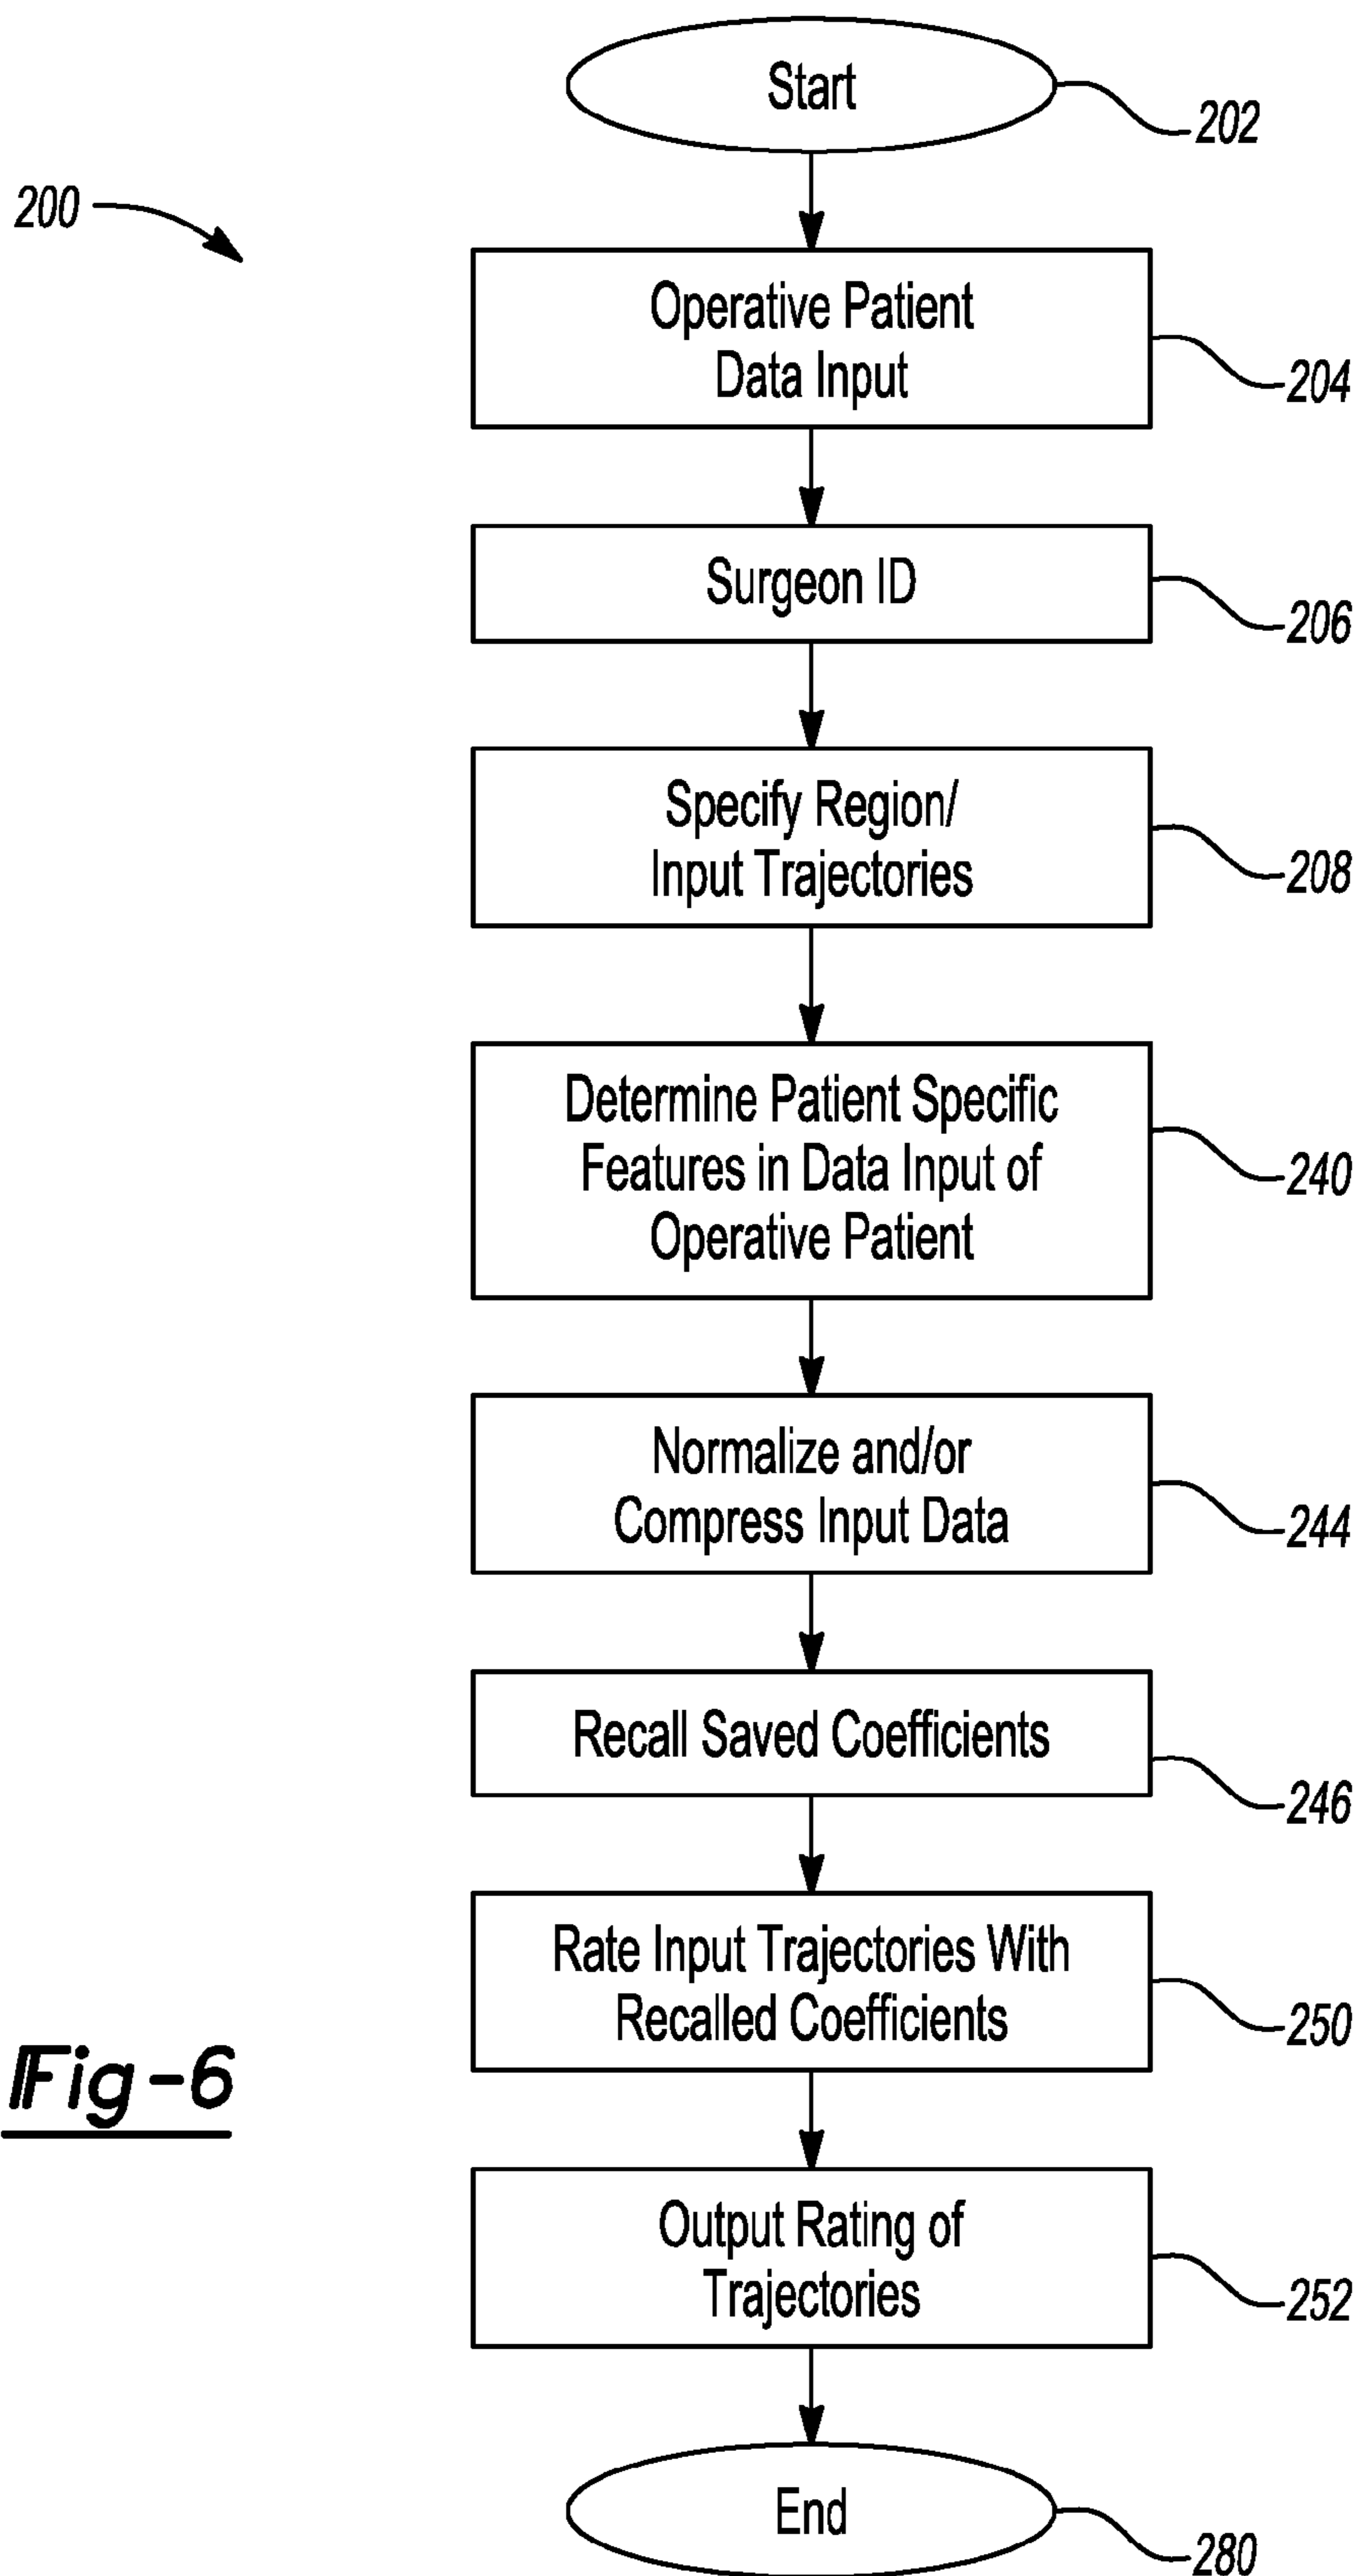 Start
202
200
Operative Patient
Data Input
204
Surgeon ID
206
Specify Region/
Input Trajectories
208
Determine Patient Specific
Features in Data Input of
Operative Patient
240
Normalize and/or
Compress Input Data
244
Recall Saved Coefficients
246
Rate Input Trajectories With
Recalled Coefficients
250
Fig-6
Output Rating of
Trajectories
252
End
280